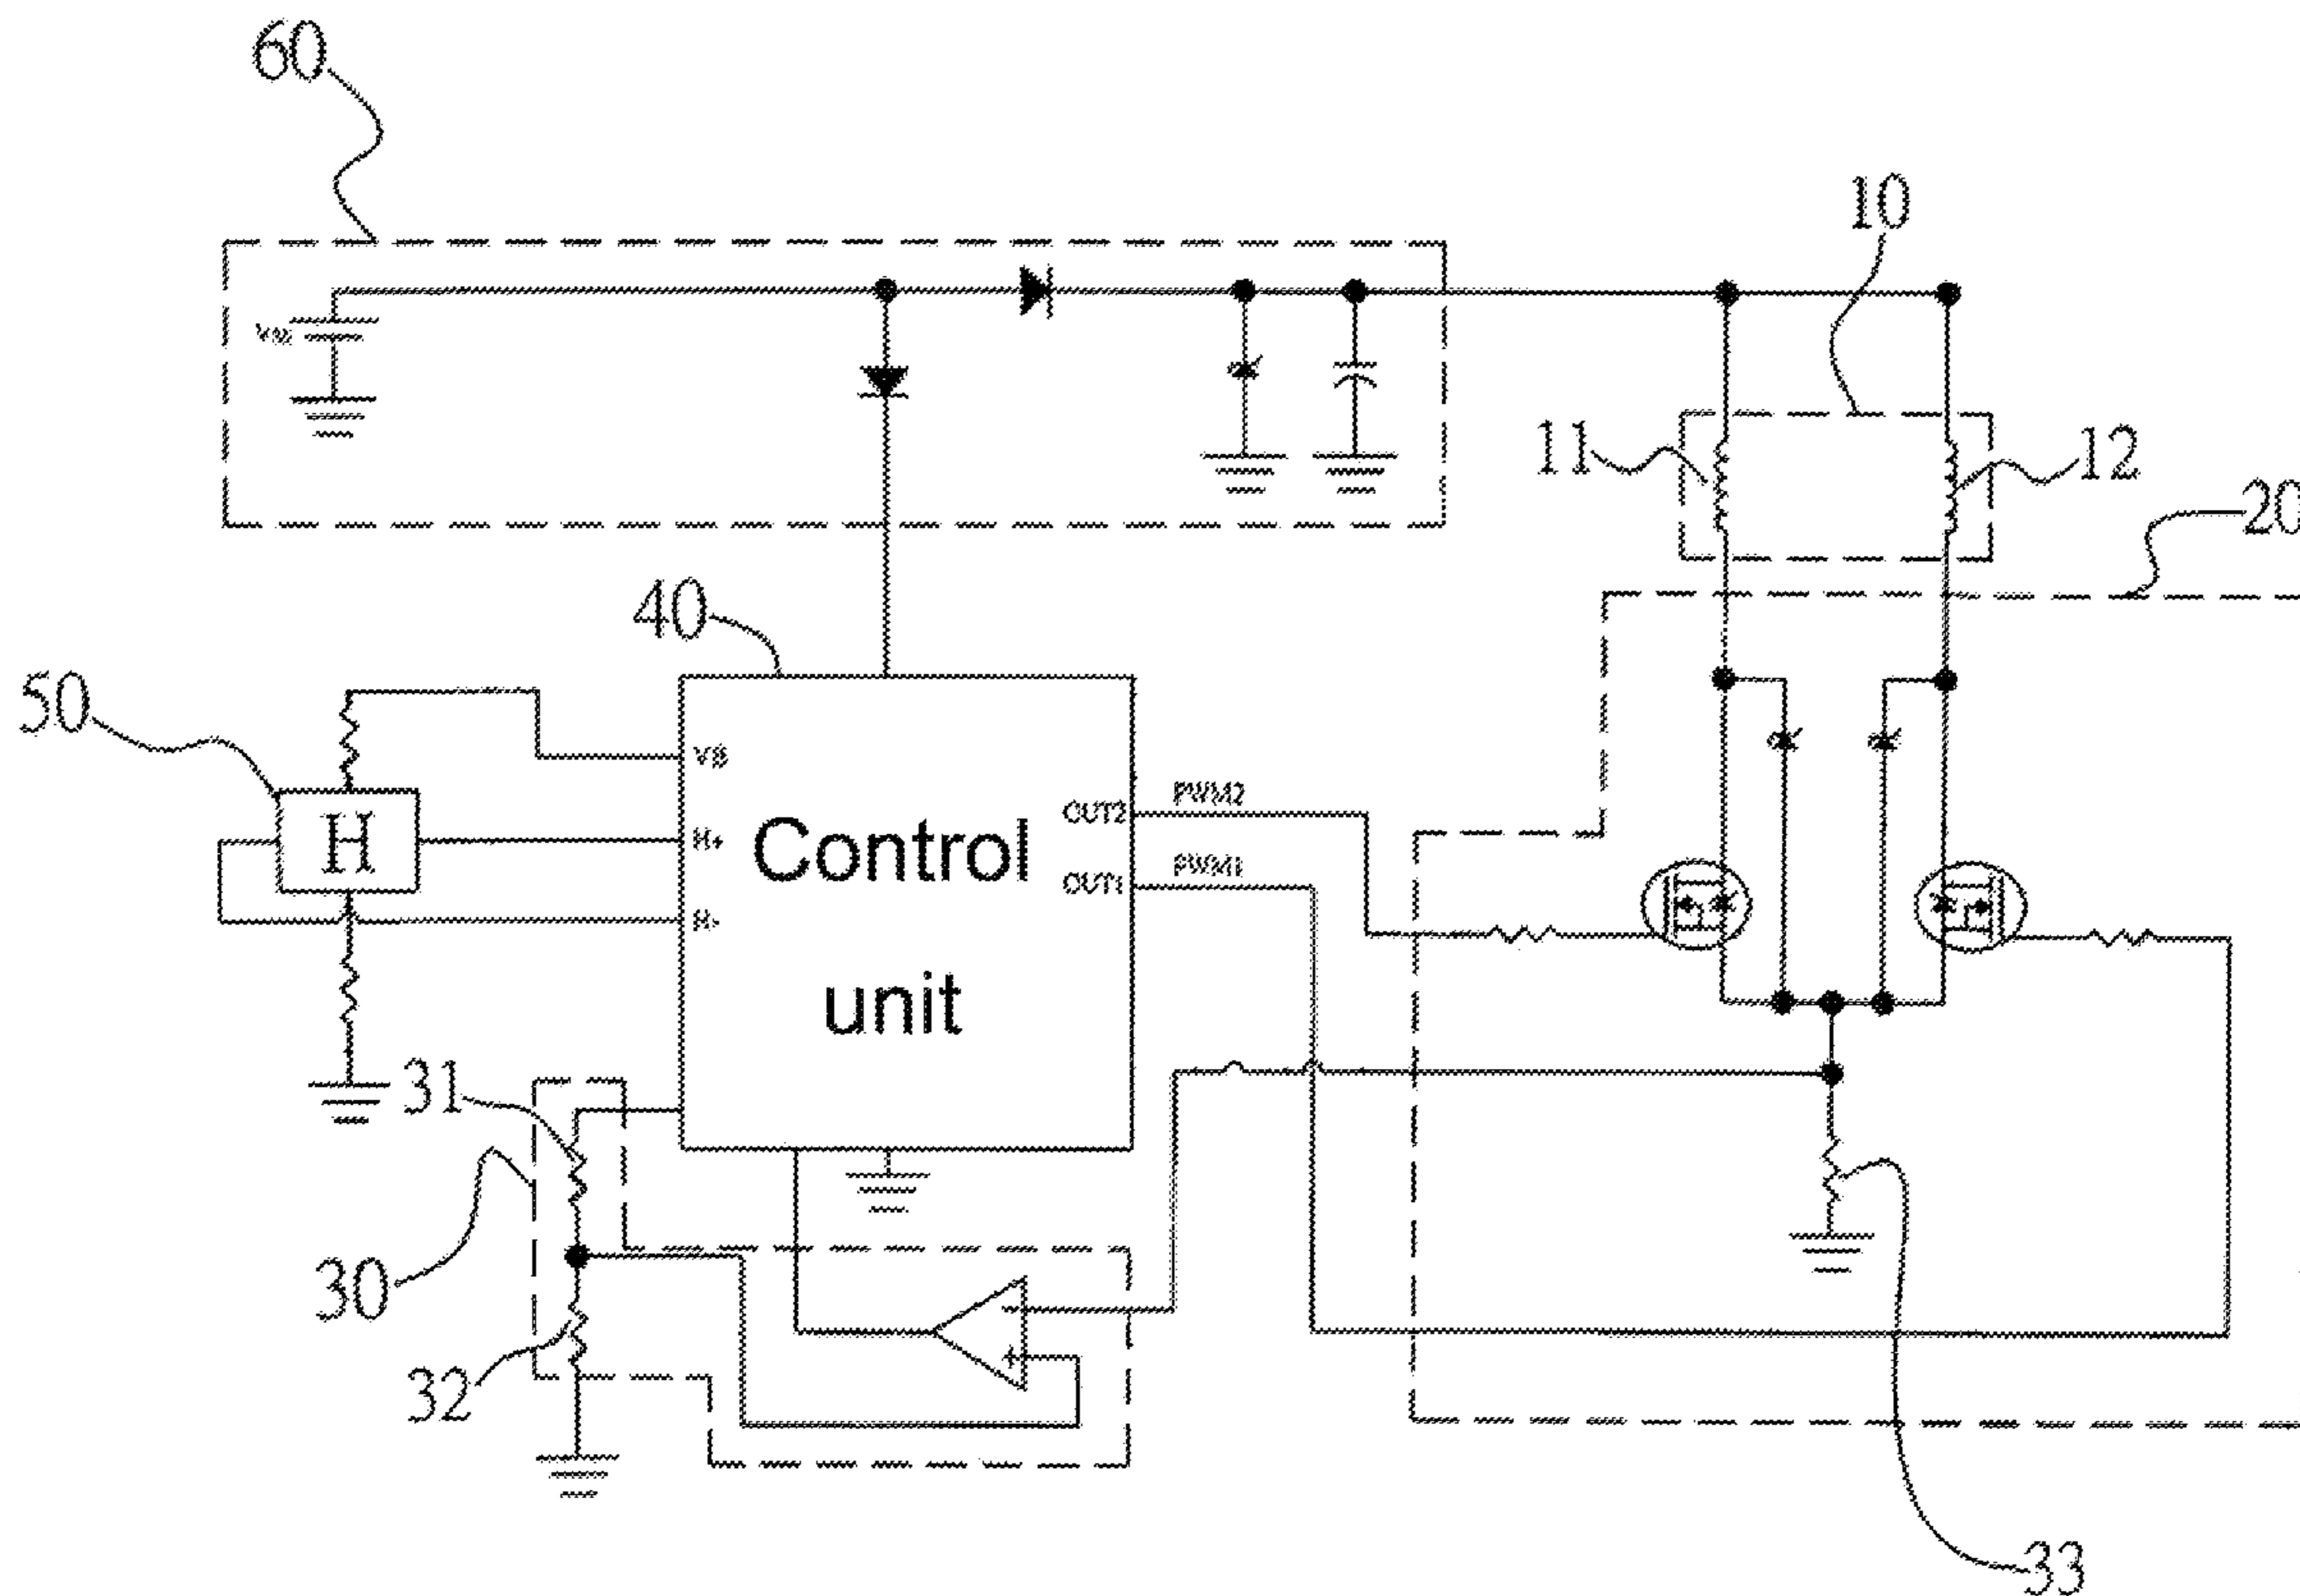 60
10
11
12
20
40
50
VB
H
H+
H-
Control
unit
OUT2
PWM2
OUT1
PWM1
31
30
32
33